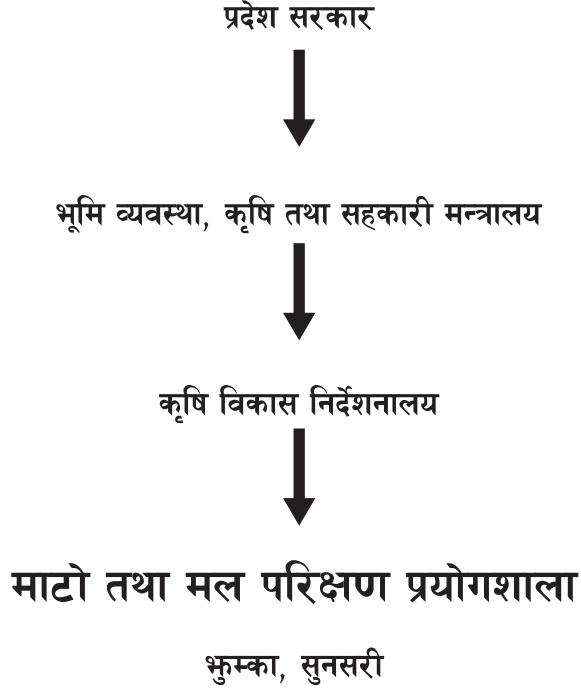 प्रदेश सरकार
भूमि व्यवस्था, कृषि तथा सहकारी मन्त्रालय
कृषि विकास निर्देशनालय
माटो तथा मल परिक्षण प्रयोगशाला
झुम्का, सुनसरी